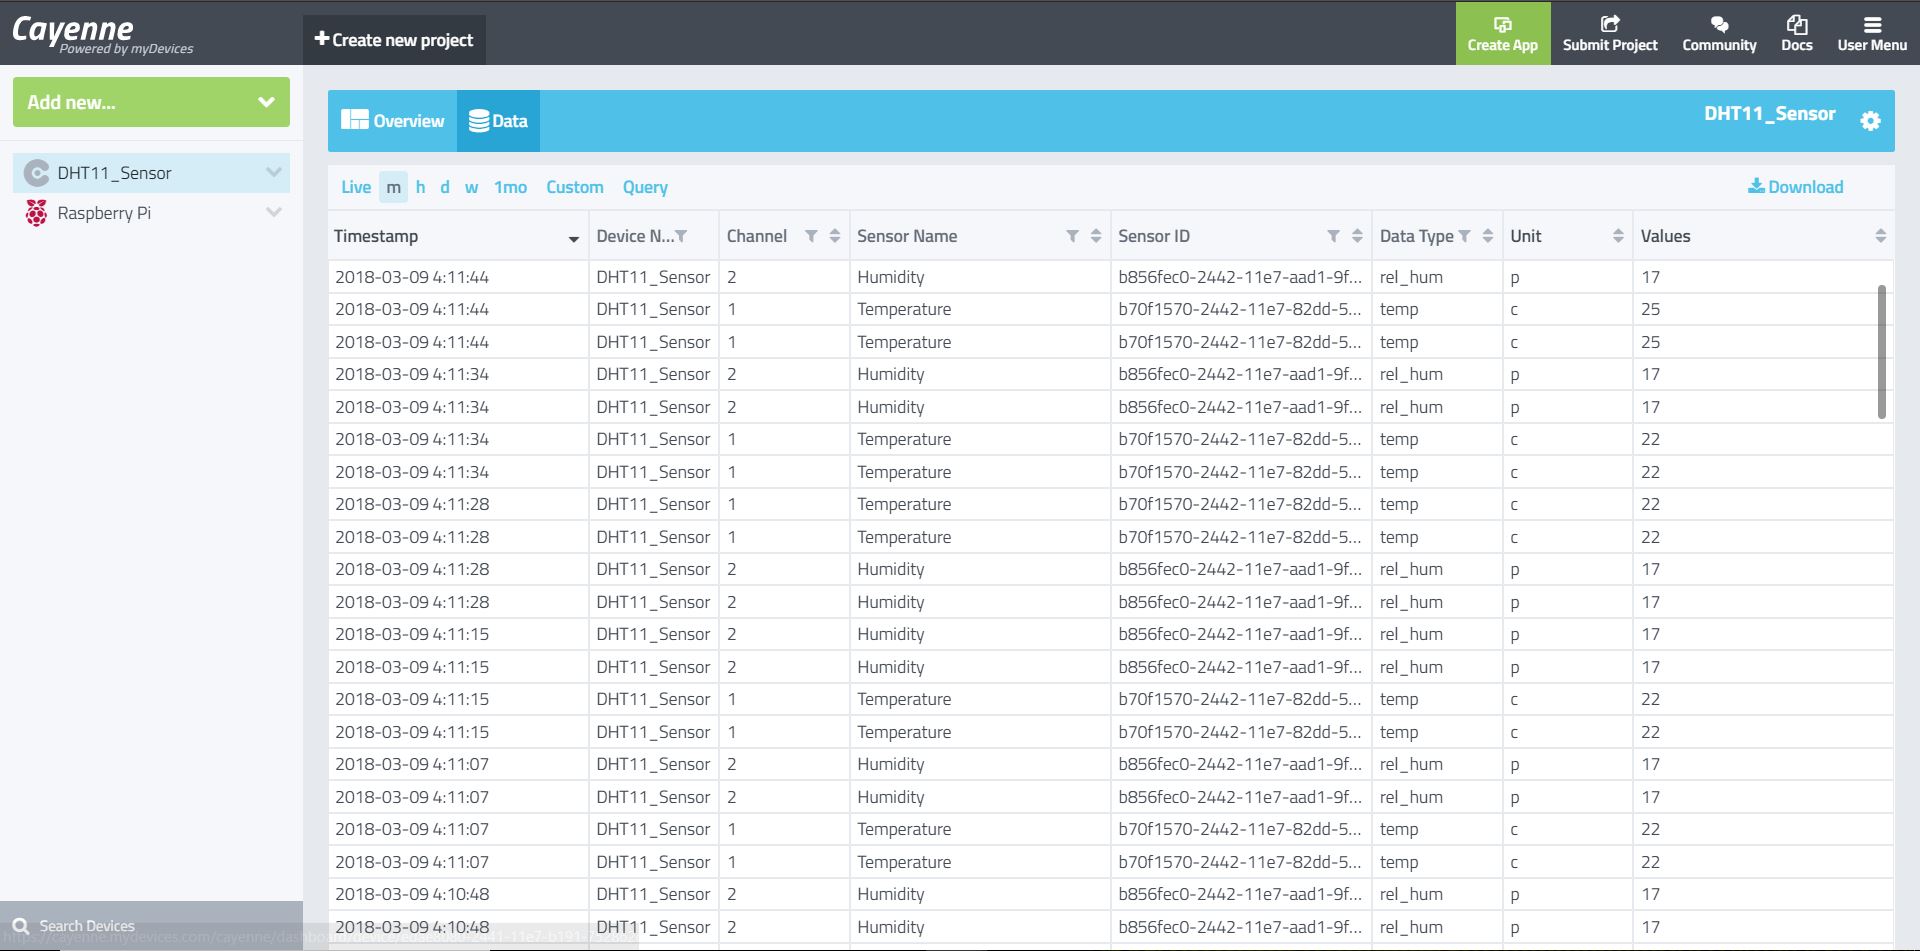 Cayenne
Powered by myDevices
Create new project
Create App
Submit Project
Community
Docs
User Menu
Add new...
DHT11_Sensor
Raspberry Pi
Overview
Data
DHT11_Sensor
Live m h d w 1mo Custom Query
Download
Timestamp Device N... Channel Sensor Name Sensor ID Data Type Unit Values
2018-03-09 4:11:44 DHT11_Sensor 2 Humidity b856fec0-2442-11e7-aad1-9f... rel_hum p 17
2018-03-09 4:11:44 DHT11_Sensor 1 Temperature b70f1570-2442-11e7-82dd-5... temp c 25
2018-03-09 4:11:44 DHT11_Sensor 1 Temperature b70f1570-2442-11e7-82dd-5... temp c 25
2018-03-09 4:11:34 DHT11_Sensor 2 Humidity b856fec0-2442-11e7-aad1-9f... rel_hum p 17
2018-03-09 4:11:34 DHT11_Sensor 2 Humidity b856fec0-2442-11e7-aad1-9f... rel_hum p 17
2018-03-09 4:11:34 DHT11_Sensor 1 Temperature b70f1570-2442-11e7-82dd-5... temp c 22
2018-03-09 4:11:34 DHT11_Sensor 1 Temperature b70f1570-2442-11e7-82dd-5... temp c 22
2018-03-09 4:11:28 DHT11_Sensor 1 Temperature b70f1570-2442-11e7-82dd-5... temp c 22
2018-03-09 4:11:28 DHT11_Sensor 1 Temperature b70f1570-2442-11e7-82dd-5... temp c 22
2018-03-09 4:11:28 DHT11_Sensor 2 Humidity b856fec0-2442-11e7-aad1-9f... rel_hum p 17
2018-03-09 4:11:28 DHT11_Sensor 2 Humidity b856fec0-2442-11e7-aad1-9f... rel_hum p 17
2018-03-09 4:11:15 DHT11_Sensor 2 Humidity b856fec0-2442-11e7-aad1-9f... rel_hum p 17
2018-03-09 4:11:15 DHT11_Sensor 2 Humidity b856fec0-2442-11e7-aad1-9f... rel_hum p 17
2018-03-09 4:11:15 DHT11_Sensor 1 Temperature b70f1570-2442-11e7-82dd-5... temp c 22
2018-03-09 4:11:15 DHT11_Sensor 1 Temperature b70f1570-2442-11e7-82dd-5... temp c 22
2018-03-09 4:11:07 DHT11_Sensor 2 Humidity b856fec0-2442-11e7-aad1-9f... rel_hum p 17
2018-03-09 4:11:07 DHT11_Sensor 2 Humidity b856fec0-2442-11e7-aad1-9f... rel_hum p 17
2018-03-09 4:11:07 DHT11_Sensor 1 Temperature b70f1570-2442-11e7-82dd-5... temp c 22
2018-03-09 4:11:07 DHT11_Sensor 1 Temperature b70f1570-2442-11e7-82dd-5... temp c 22
2018-03-09 4:10:48 DHT11_Sensor 2 Humidity b856fec0-2442-11e7-aad1-9f... rel_hum p 17
2018-03-09 4:10:48 DHT11_Sensor 2 Humidity b856fec0-2442-11e7-aad1-9f... rel_hum p 17
Search Devices